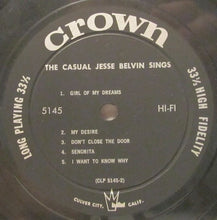 Crown
THE CASUAL JESSE BELVIN SINGS
1. GIRL OF MY DREAMS
5145 HI-FI
2. MY DESIRE
3. DON'T CLOSE THE DOOR
4. SENORITA
5. I WANT TO KNOW WHY
(CLP 5145-2)
LONG PLAYING 33⅓
33⅓ HIGH FIDELITY
CULVER CITY, Calif.